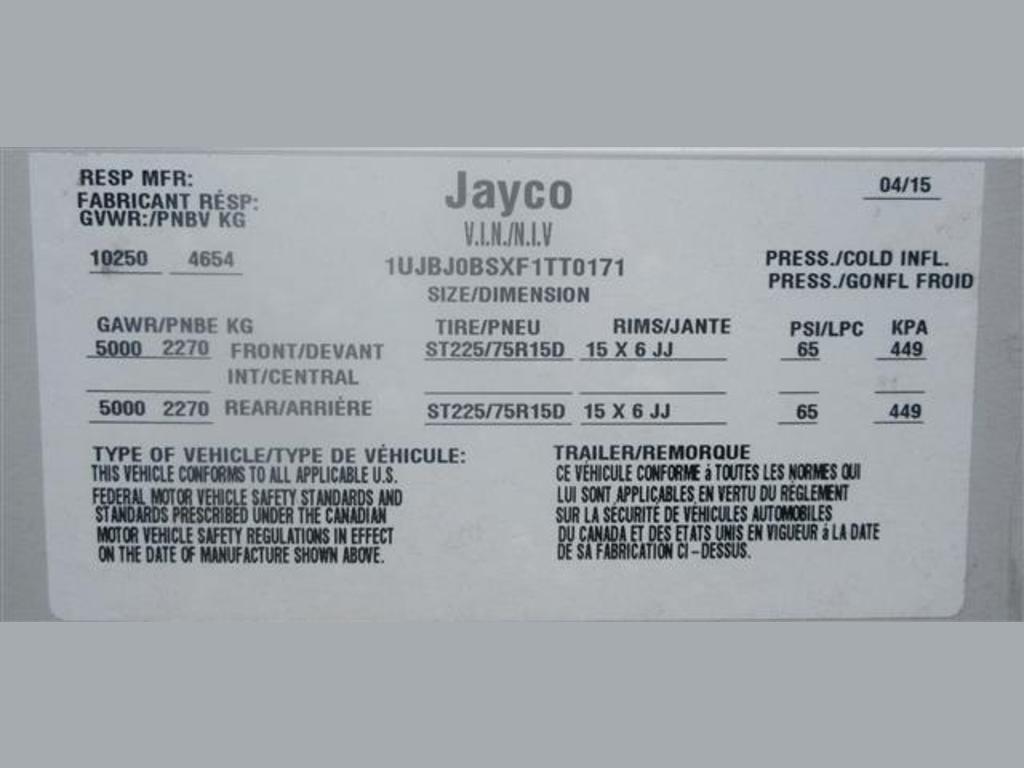 RESP MFR:
FABRICANT RÉSP:
GVWR:/PNBV KG
Jayco
04/15
V.I.N./N.I.V
10250 4654
1UJBJ0BSXF1TT0171
PRESS./COLD INFL.
PRESS./GONFL FROID
SIZE/DIMENSION
GAWR/PNBE KG TIRE/PNEU RIMS/JANTE PSI/LPC KPA
5000 2270 FRONT/DEVANT ST225/75R15D 15 X 6 JJ 65 449
INT/CENTRAL
5000 2270 REAR/ARRIÈRE ST225/75R15D 15 X 6 JJ 65 449
TYPE OF VEHICLE/TYPE DE VÉHICULE: TRAILER/REMORQUE
THIS VEHICLE CONFORMS TO ALL APPLICABLE U.S.
FEDERAL MOTOR VEHICLE SAFETY STANDARDS AND
STANDARDS PRESCRIBED UNDER THE CANADIAN
MOTOR VEHICLE SAFETY REGULATIONS IN EFFECT
ON THE DATE OF MANUFACTURE SHOWN ABOVE.
CE VÉHICULE CONFORME à TOUTES LES NORMES QUI
LUI SONT APPLICABLES EN VERTU DU RÉGLEMENT
SUR LA SÉCURITÉ DE VÉHICULES AUTOMOBILES
DU CANADA ET DES ETATS UNIS EN VIGUEUR à LA DATE
DE SA FABRICATION CI-DESSUS.